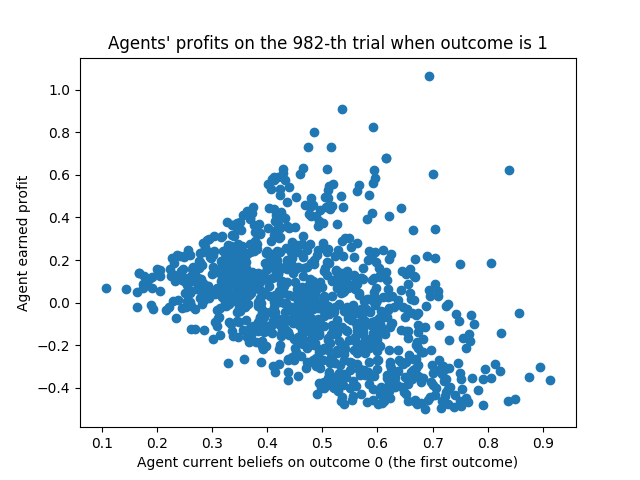 Agents' profits on the 982-th trial when outcome is 1
1.0
0.8
0.6
0.4
0.2
0.0
−0.2
−0.4
Agent earned profit
0.1 0.2 0.3 0.4 0.5 0.6 0.7 0.8 0.9
Agent current beliefs on outcome 0 (the first outcome)